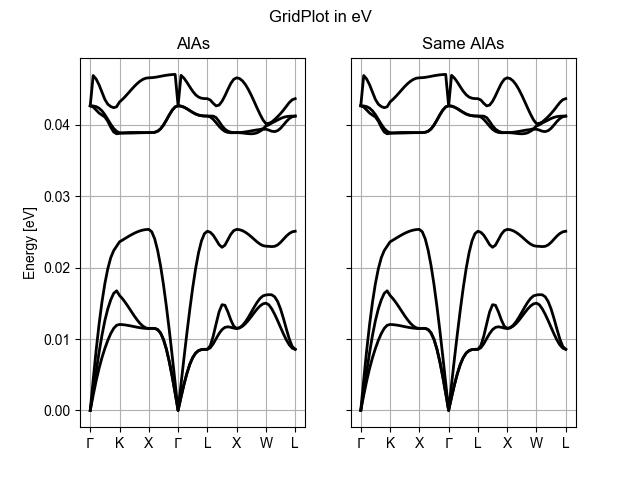 GridPlot in eV
AlAs
Same AlAs
Energy [eV]
0.04
0.03
0.02
0.01
0.00
Γ K X Γ L X W L
Γ K X Γ L X W L